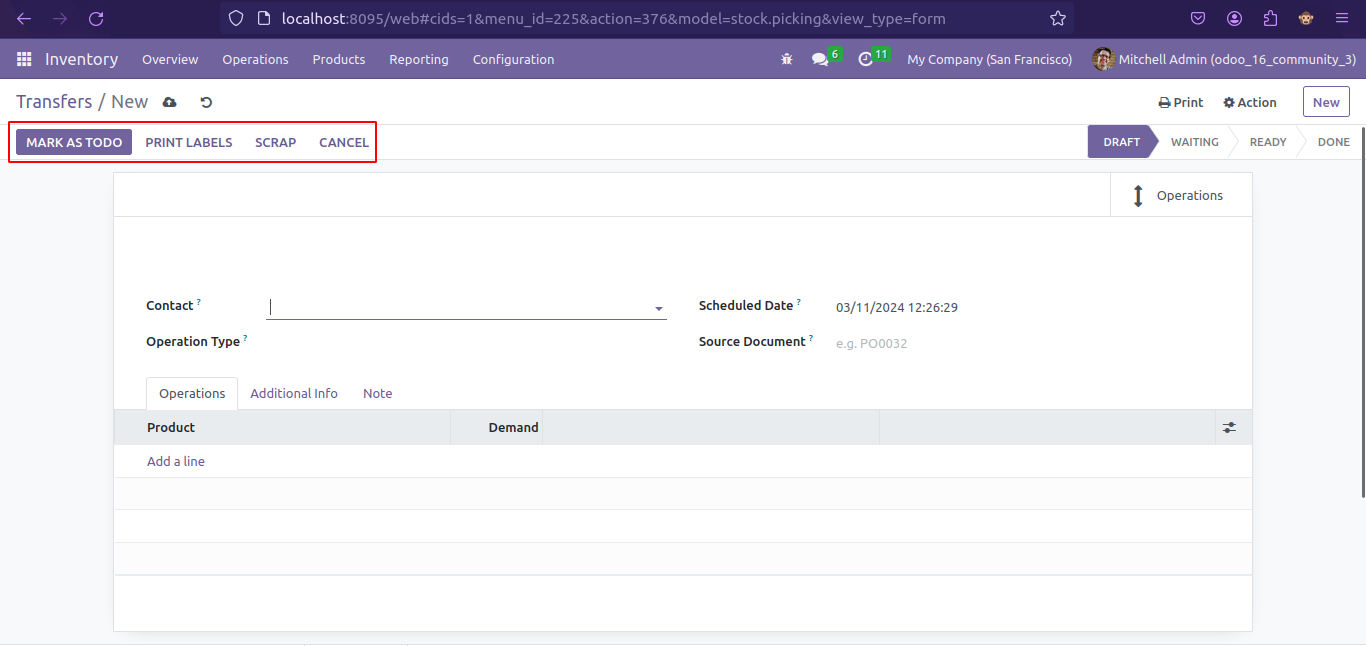 localhost:8095/web#cids=1&menu_id=225&action=376&model=stock.picking&view_type=form
Inventory Overview Operations Products Reporting Configuration 6 11 My Company (San Francisco) Mitchell Admin (odoo_16_community_3)
Transfers / New Print Action New
MARK AS TODO PRINT LABELS SCRAP CANCEL DRAFT WAITING READY DONE
Operations
Contact ? Scheduled Date ? 03/11/2024 12:26:29
Operation Type ? Source Document ? e.g. PO0032
Operations Additional Info Note
Product Demand
Add a line